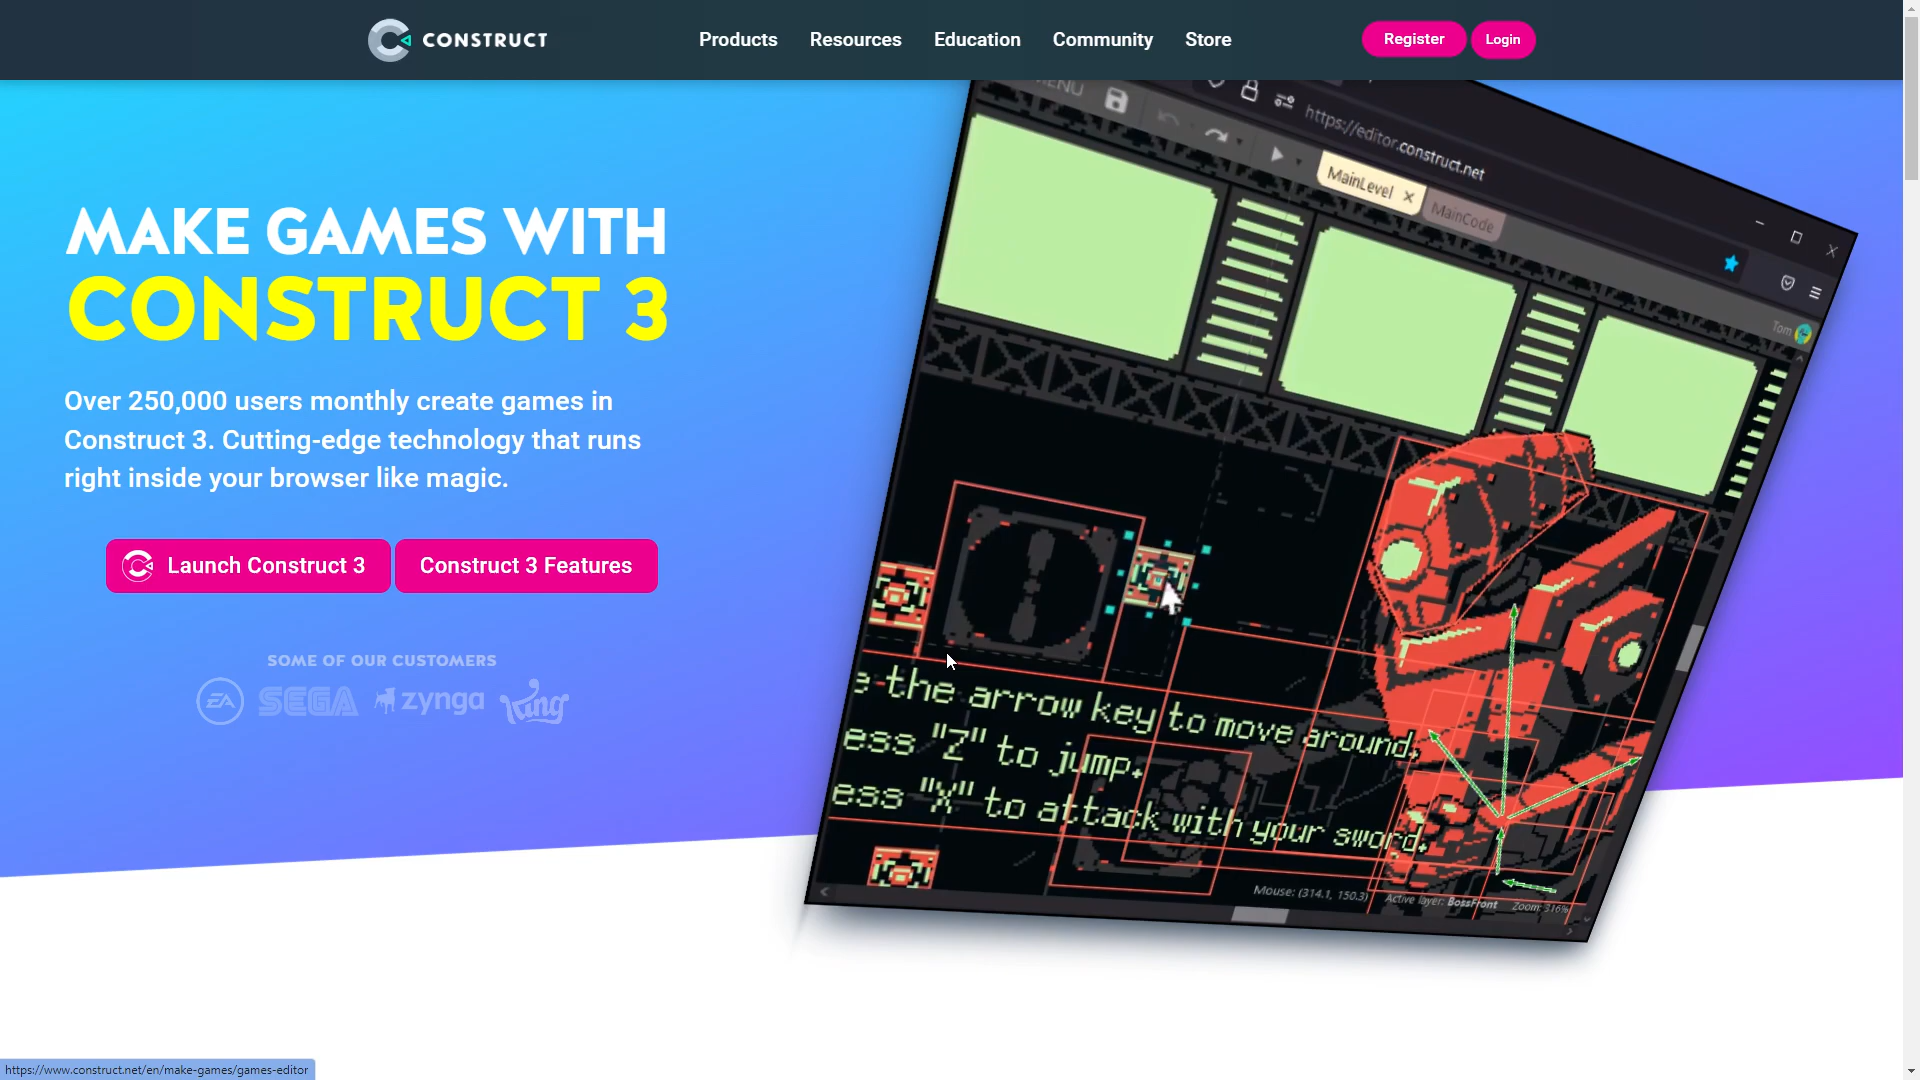 CONSTRUCT
Products Resources Education Community Store
Register Login
MAKE GAMES WITH
CONSTRUCT 3
Over 250,000 users monthly create games in
Construct 3. Cutting-edge technology that runs
right inside your browser like magic.
Launch Construct 3 Construct 3 Features
SOME OF OUR CUSTOMERS
EA SEGA zynga King
https://editor.construct.net
MENU
MainLevel MainCode
Tom
e the arrow key to move around.
ess "Z" to jump.
ess "X" to attack with your sword.
Mouse: (314.1, 150.3) Active layer: BossFront Zoom: 316%
https://www.construct.net/en/make-games/games-editor